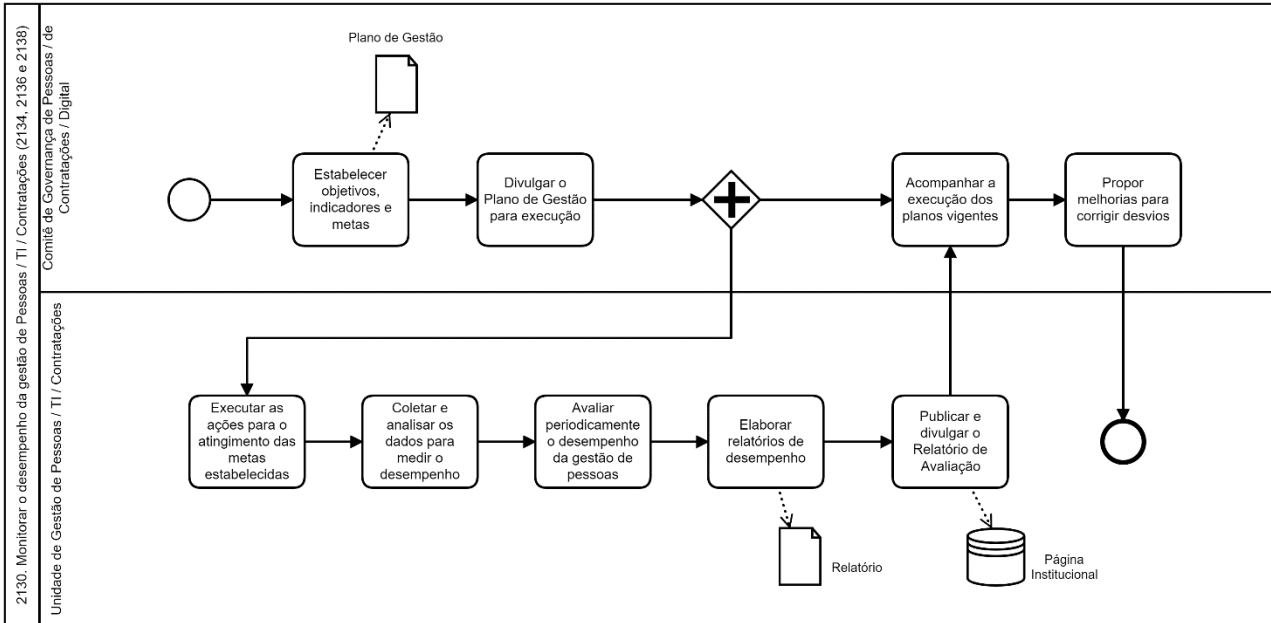 2130. Monitorar o desempenho da gestão de Pessoas / TI / Contratações (2134, 2136 e 2138)
Comitê de Governança de Pessoas / de
Contratações / Digital
Plano de Gestão
Estabelecer
objetivos,
indicadores e
metas
Divulgar o
Plano de Gestão
para execução
Acompanhar a
execução dos
planos vigentes
Propor
melhorias para
corrigir desvios
Unidade de Gestão de Pessoas / TI / Contratações
Executar as
ações para o
atingimento das
metas
estabelecidas
Coletar e
analisar os
dados para
medir o
desempenho
Avaliar
periodicamente
o desempenho
da gestão de
pessoas
Elaborar
relatórios de
desempenho
Publicar e
divulgar o
Relatório de
Avaliação
Relatório
Página
Institucional